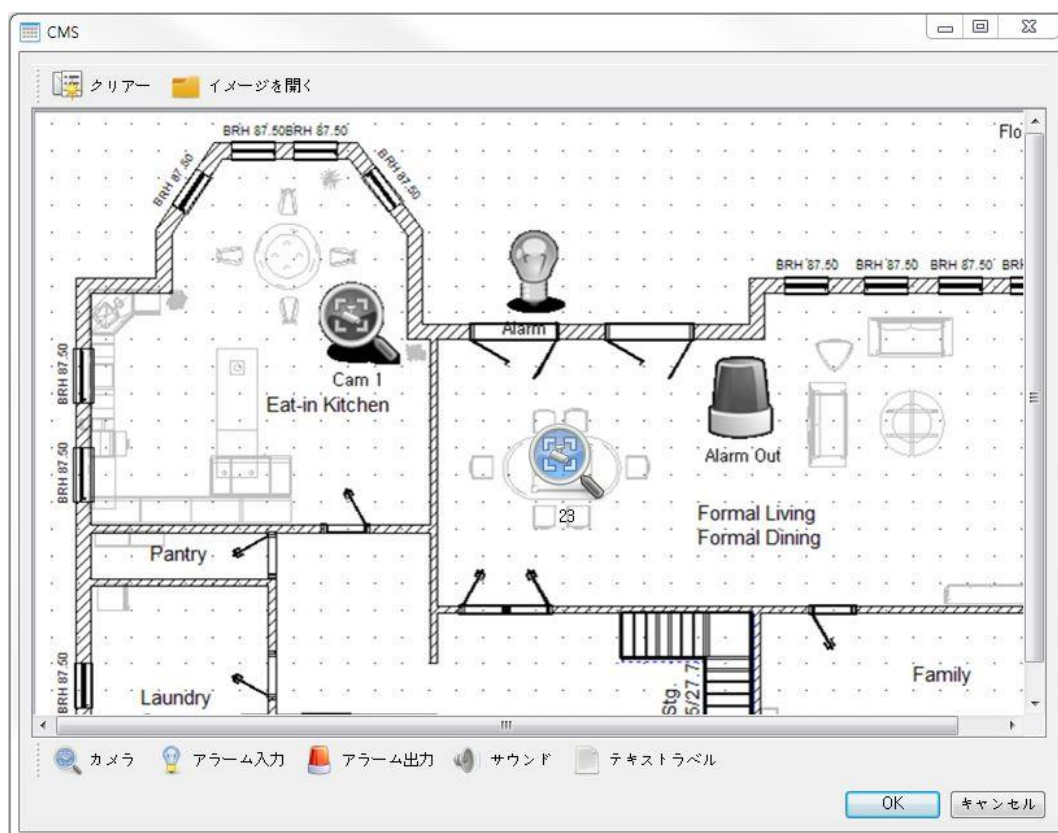 CMS
クリアー イメージを開く
Flo
BRH 87.50BRH 87.50
BRH 87.50
BRH 87.50
BRH 87.50 BRH 87.50 BRH 87.50 BRH
Alarm
BRH 87.50
Cam 1
Eat-in Kitchen
Alarm Out
BRH 87.50
23
Formal Living
Formal Dining
Pantry
BRH 87.50
Laundry
Stg.
5/27.7
Family
カメラ アラーム入力 アラーム出力 サウンド テキストラベル
OK キャンセル